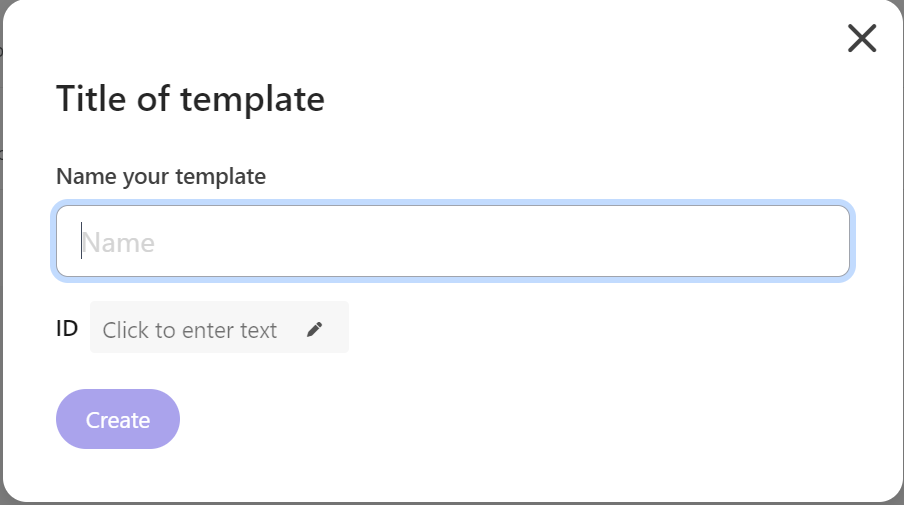 Title of template
Name your template
Name
ID Click to enter text
Create